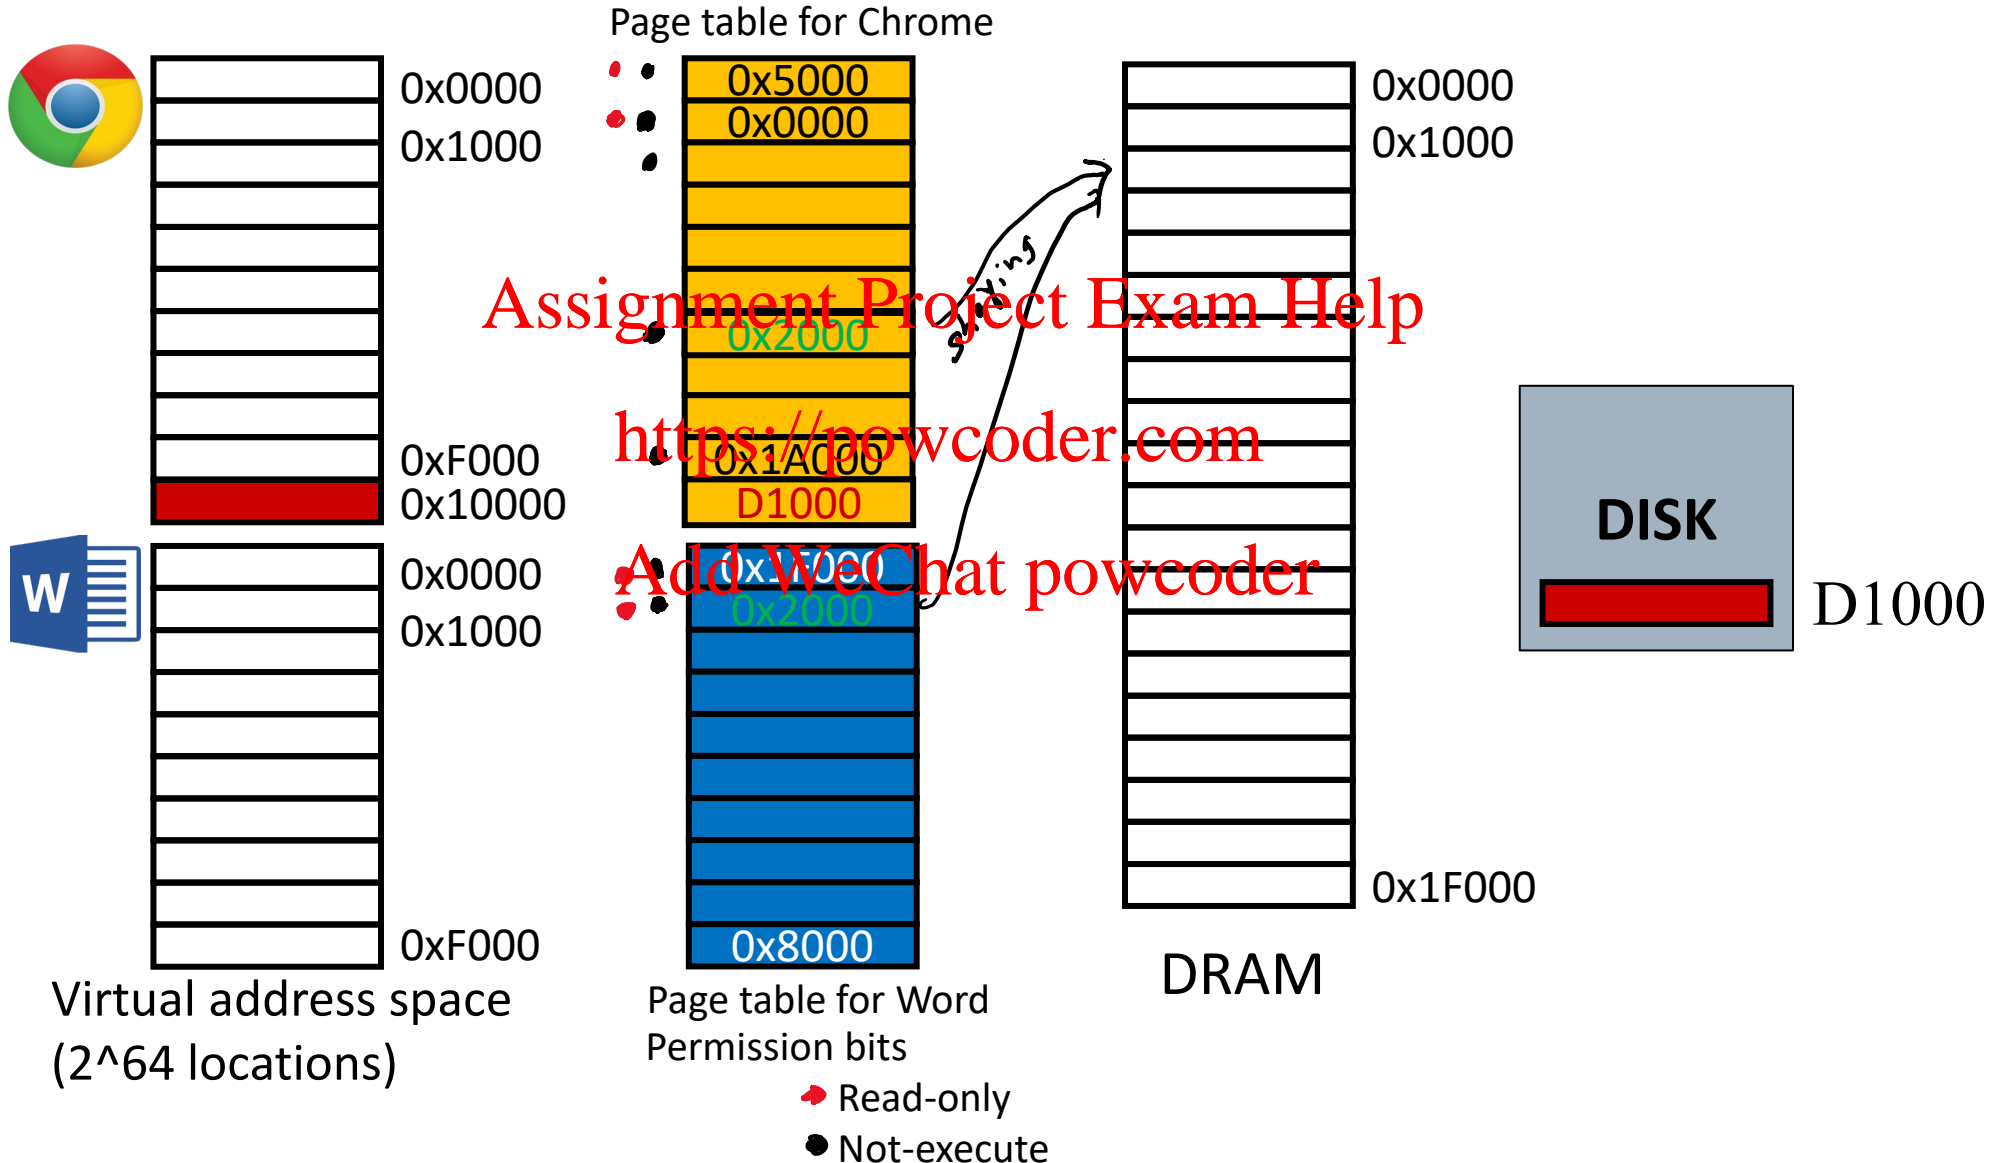 Page table for Chrome
0x0000
0x1000
0xF000
0x10000
0x5000
0x0000
0x2000
0x1A000
D1000
sharing
0x0000
0x1000
Assignment Project Exam Help
https://powcoder.com
Add WeChat powcoder
W
0x0000
0x1000
0xF000
0x1F000
0x2000
0x8000
0x1F000
DISK
D1000
DRAM
Virtual address space
(2^64 locations)
Page table for Word
Permission bits
Read-only
Not-execute